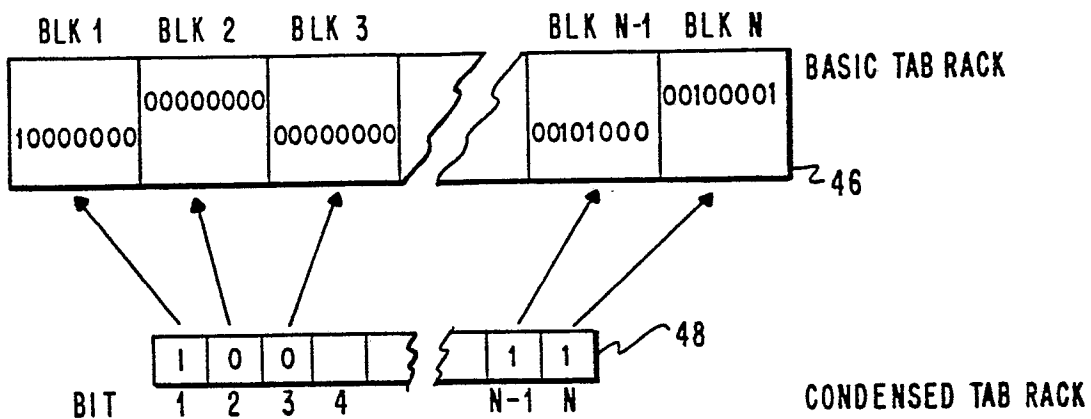 BLK 1 BLK 2 BLK 3 BLK N-1 BLK N
BASIC TAB RACK
10000000 00000000 00000000 00101000 00100001
46
1 0 0 1 1
48
BIT 1 2 3 4 N-1 N
CONDENSED TAB RACK